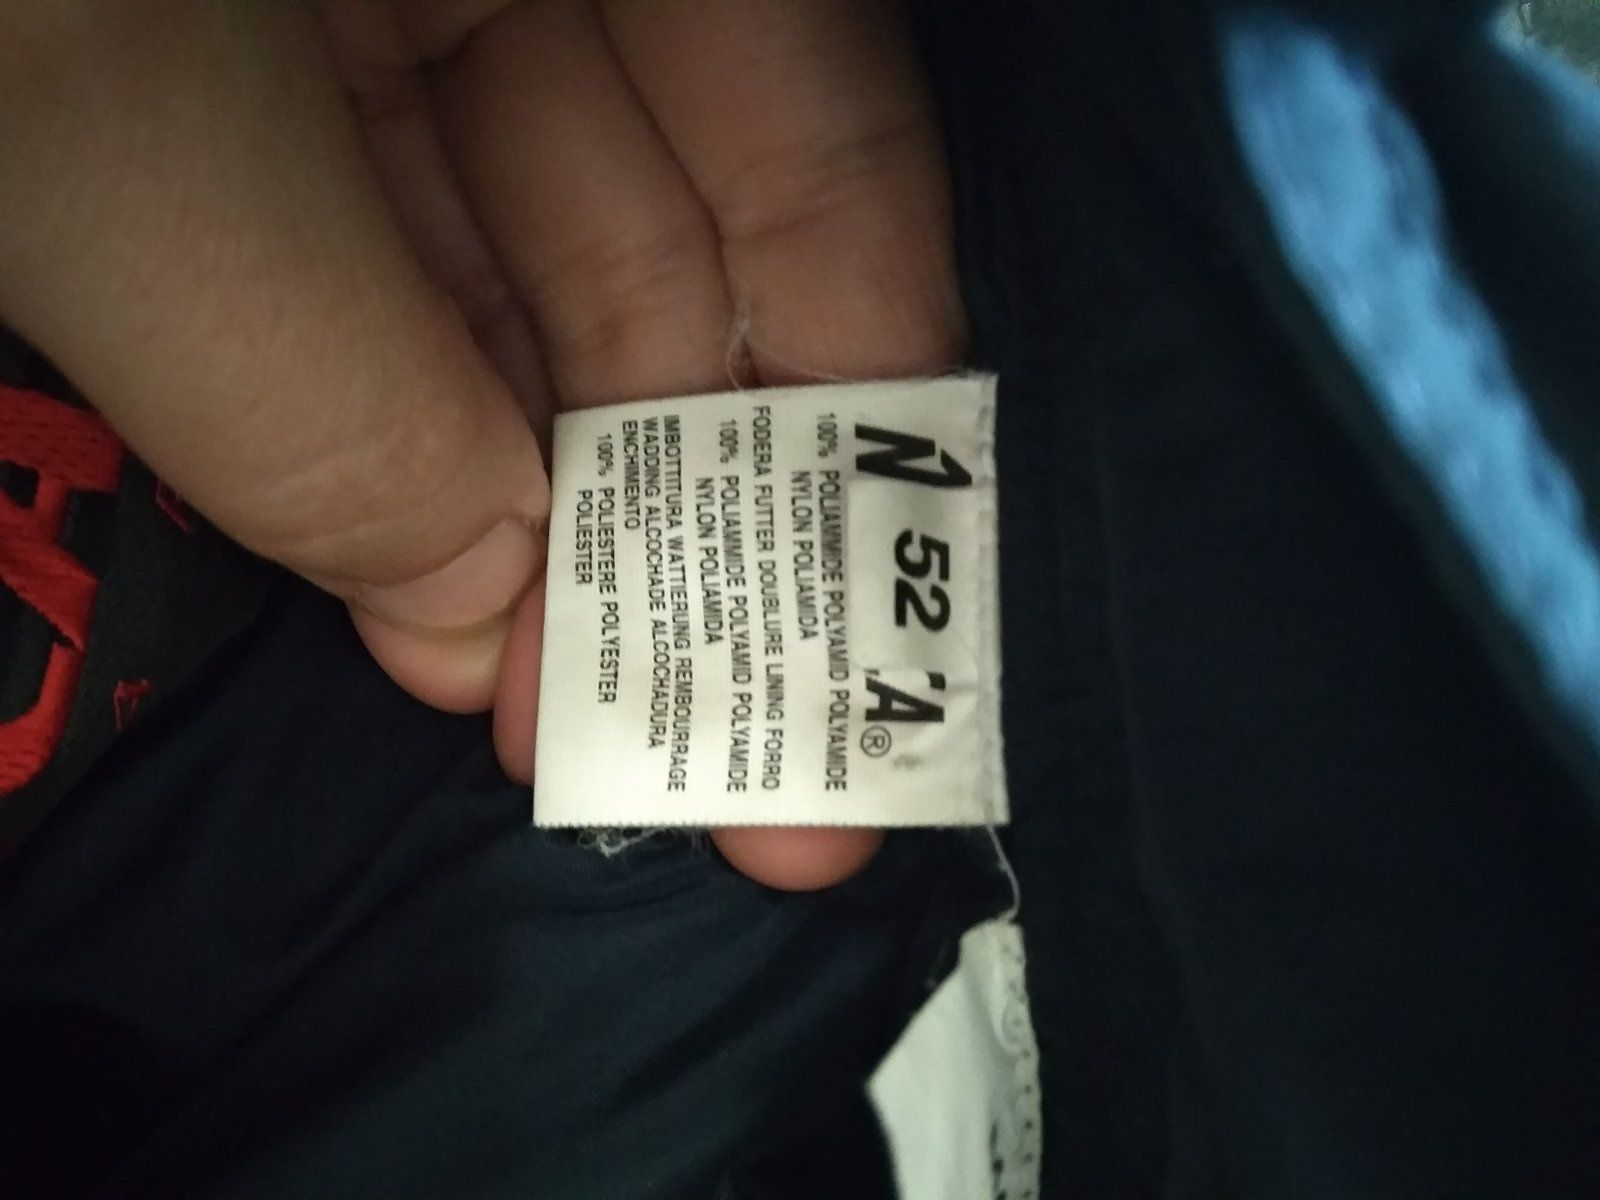 N 52 'A®
100% POLIAMMIDE POLYAMID POLYAMIDE
NYLON POLIAMIDA
FODERA FUTTER DOUBLURE LINING FORRO
100% POLIAMMIDE POLYAMID POLYAMIDE
NYLON POLIAMIDA
IMBOTTITURA WATTIERUNG REMBOURRAGE
WADDING ALCOCHADE ALCOCHADURA
ENCHIMENTO
100% POLIESTERE POLYESTER
POLIESTER